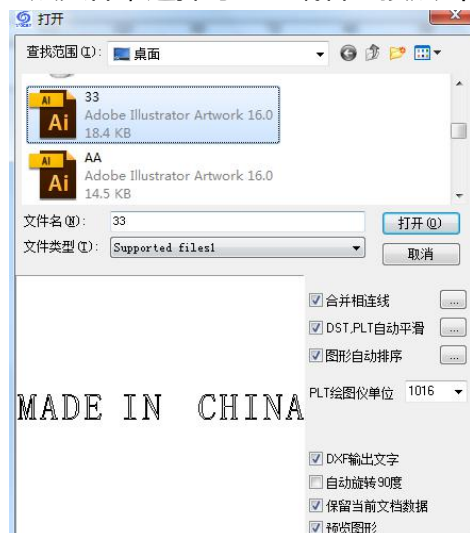 打开
查找范围(I):
桌面
33
Adobe Illustrator Artwork 16.0
18.4 KB
AA
Adobe Illustrator Artwork 16.0
14.5 KB
文件名(N):
33
打开(O)
文件类型(T):
Supported files1
取消
合并相连线
...
DST,PLT自动平滑
...
图形自动排序
...
PLT绘图仪单位
1016
MADE IN CHINA
DXF输出文字
自动旋转90度
保留当前文档数据
预览图形